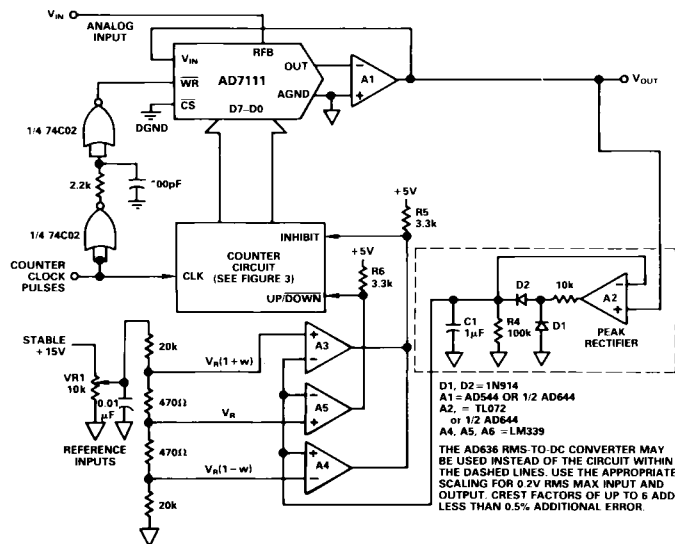 V_IN
ANALOG
INPUT
RFB
V_IN
OUT
AD7111
WR
AGND
CS
D7–D0
DGND
A1
V_OUT
1/4 74C02
2.2k
00pF
1/4 74C02
COUNTER
CLOCK
PULSES
CLK
INHIBIT
COUNTER
CIRCUIT
(SEE FIGURE 3)
UP/DOWN
+5V
R5
3.3k
+5V
R6
3.3k
D2
10k
A2
C1
1µF
R4
100k
D1
PEAK
RECTIFIER
STABLE
+15V
VR1
10k
0.01
µF
REFERENCE
INPUTS
20k
V_R(1+w)
A3
470Ω
V_R
A5
470Ω
V_R(1−w)
A4
20k
D1, D2 = 1N914
A1 = AD544 OR 1/2 AD644
A2, = TL072
or 1/2 AD644
A4, A5, A6 = LM339
THE AD636 RMS-TO-DC CONVERTER MAY
BE USED INSTEAD OF THE CIRCUIT WITHIN
THE DASHED LINES. USE THE APPROPRIATE
SCALING FOR 0.2V RMS MAX INPUT AND
OUTPUT. CREST FACTORS OF UP TO 6 ADD
LESS THAN 0.5% ADDITIONAL ERROR.